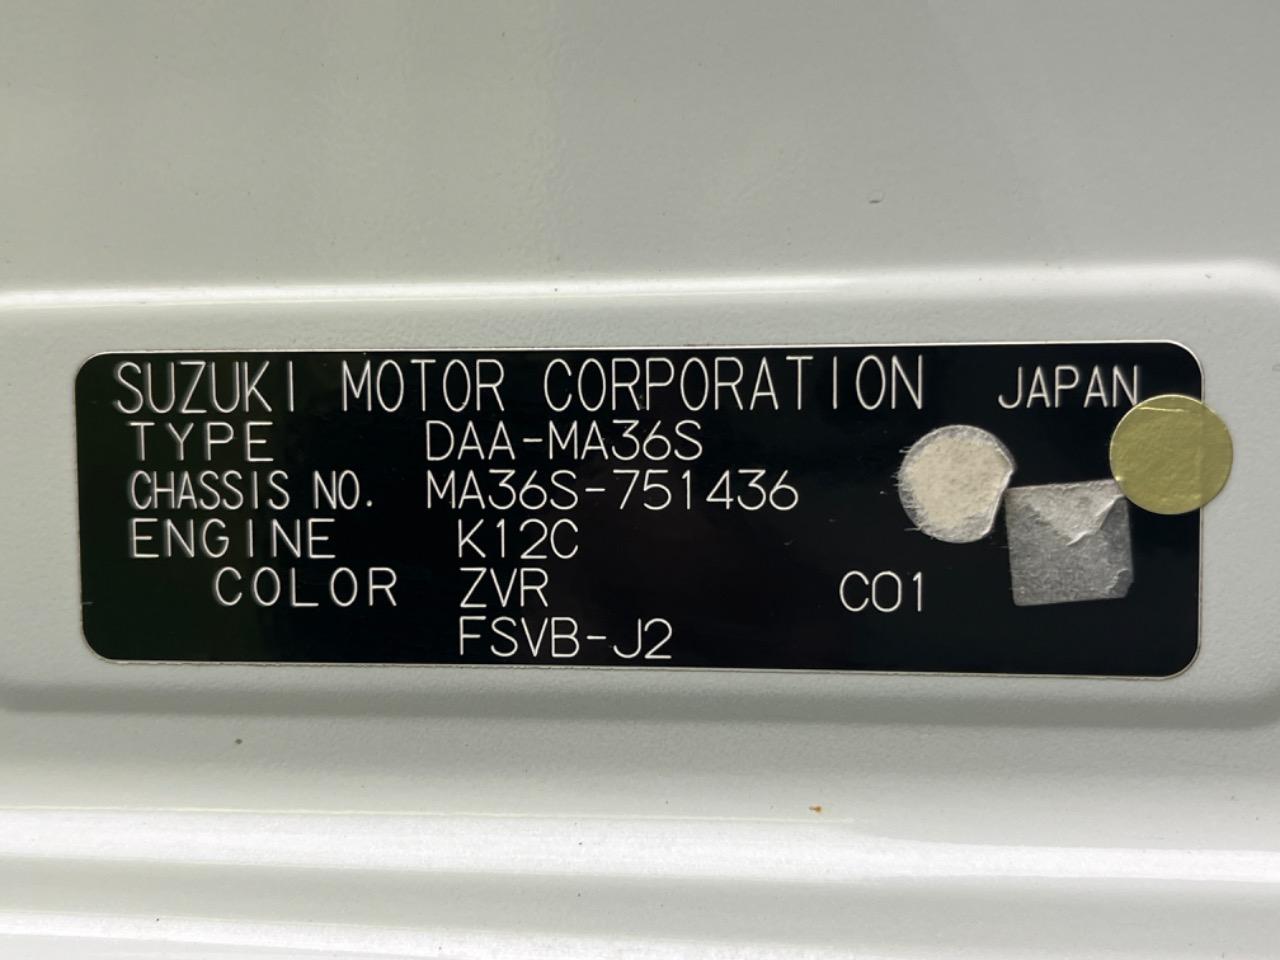 SUZUKI MOTOR CORPORATION JAPAN
TYPE DAA-MA36S
CHASSIS NO. MA36S-751436
ENGINE K12C
COLOR ZVR C01
FSVB-J2